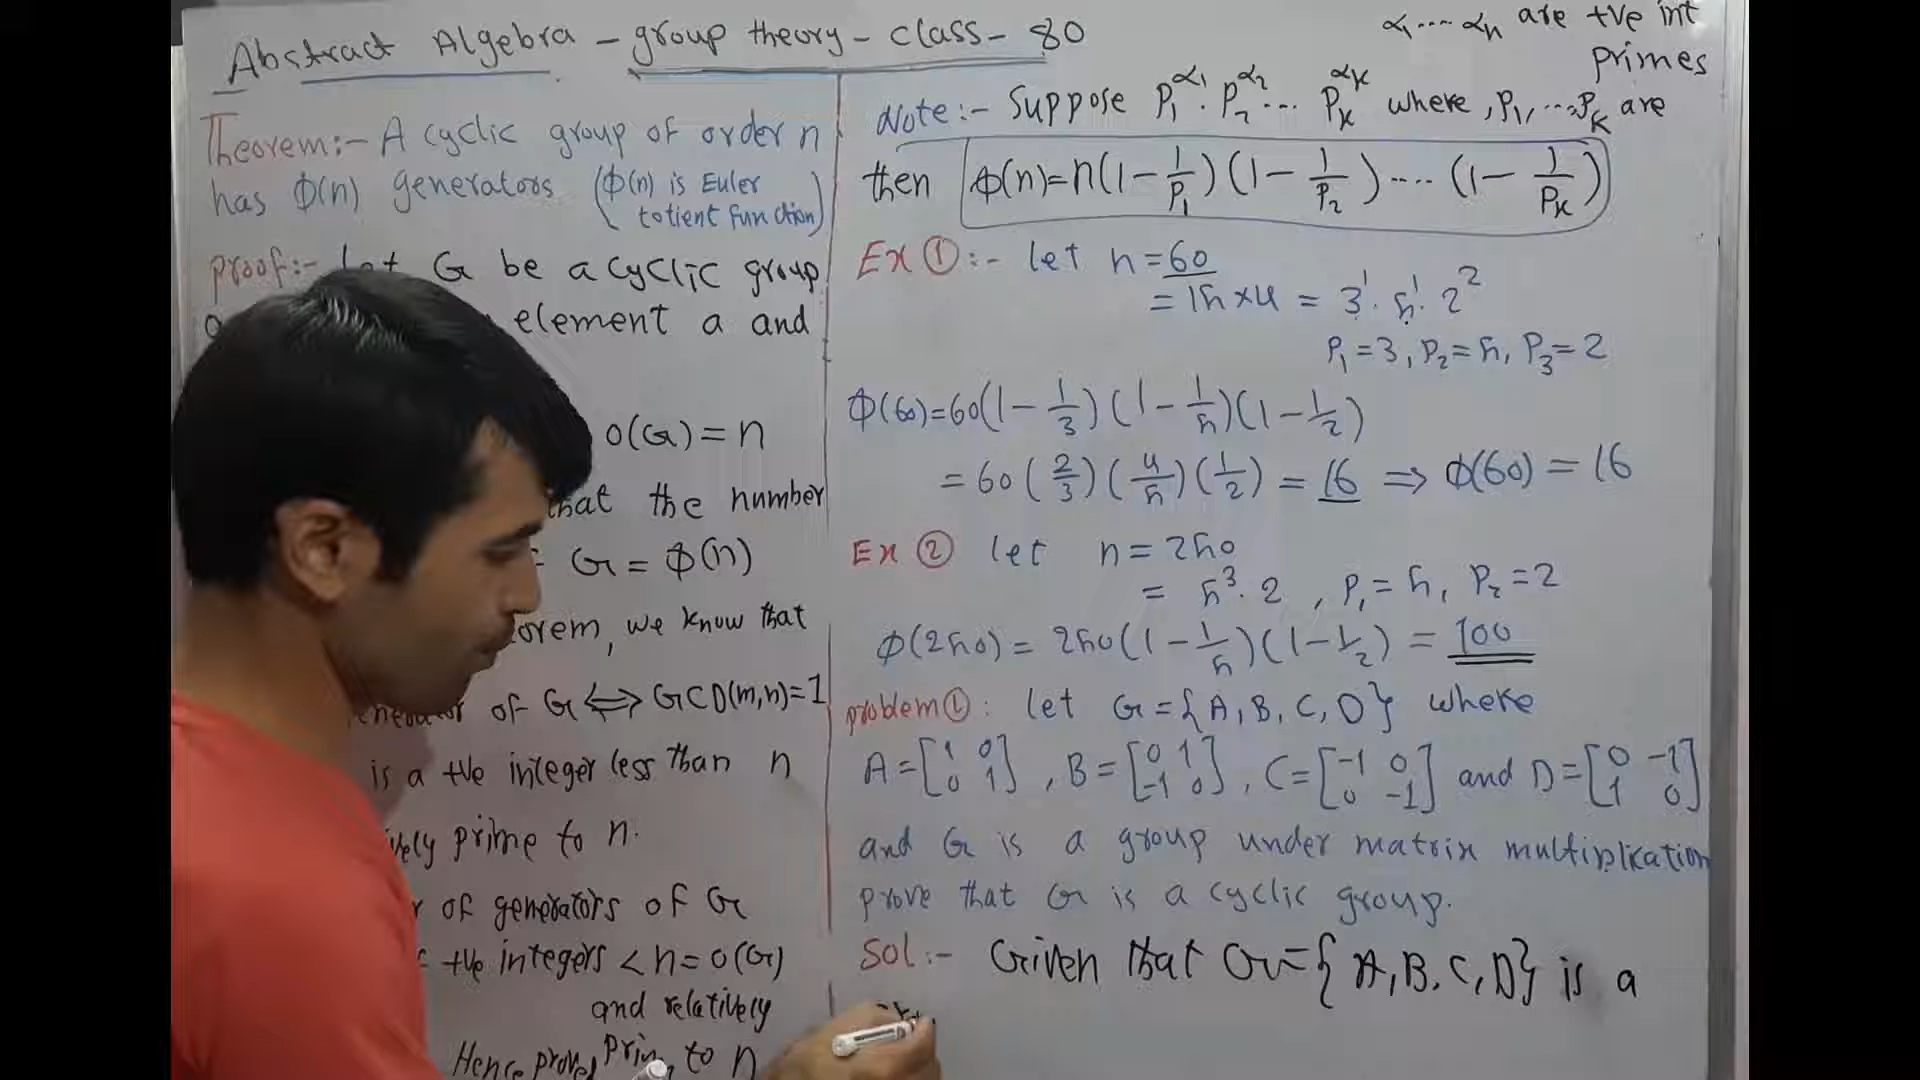 Abstract Algebra - group theory - class - 80
Theorem:- A cyclic group of order n
has ϕ(n) generators (ϕ(n) is Euler
totient function)
proof:- Let G be a cyclic group
element a and
o(G) = n
that the number
= G = ϕ(n)
orem, we know that
of G ⟺ GCD(m,n)=1
is a +ve integer less than n
prime to n.
of generators of G
+ve integers < n = o(G)
and relatively
Hence proved prime to n
α₁ ---- αₙ are +ve int
primes
Note:- Suppose P₁^α₁ . P₂^α₂ ... Pₖ^αₖ where, P₁, ... Pₖ are
then ϕ(n)=n(1-1/P₁)(1-1/P₂)....(1-1/Pₖ)
Ex ①:- let n = 60
= 15×4 = 3¹. 5¹. 2²
P₁ = 3, P₂ = 5, P₃ = 2
ϕ(60)=60(1-1/3)(1-1/5)(1-1/2)
= 60 (2/3)(4/5)(1/2) = 16 ⇒ ϕ(60) = 16
Ex ② let n = 250
= 5³. 2 , P₁ = 5, P₂ = 2
ϕ(250) = 250(1-1/5)(1-1/2) = 100
problem①: let G={A, B, C, D} where
A=[1 0 0 1], B=[0 1 -1 0], C=[-1 0 0 -1] and D=[0 -1 1 0]
and G is a group under matrix multiplication
prove that G is a cyclic group.
Sol:- Given that G={A, B, C, D} is a